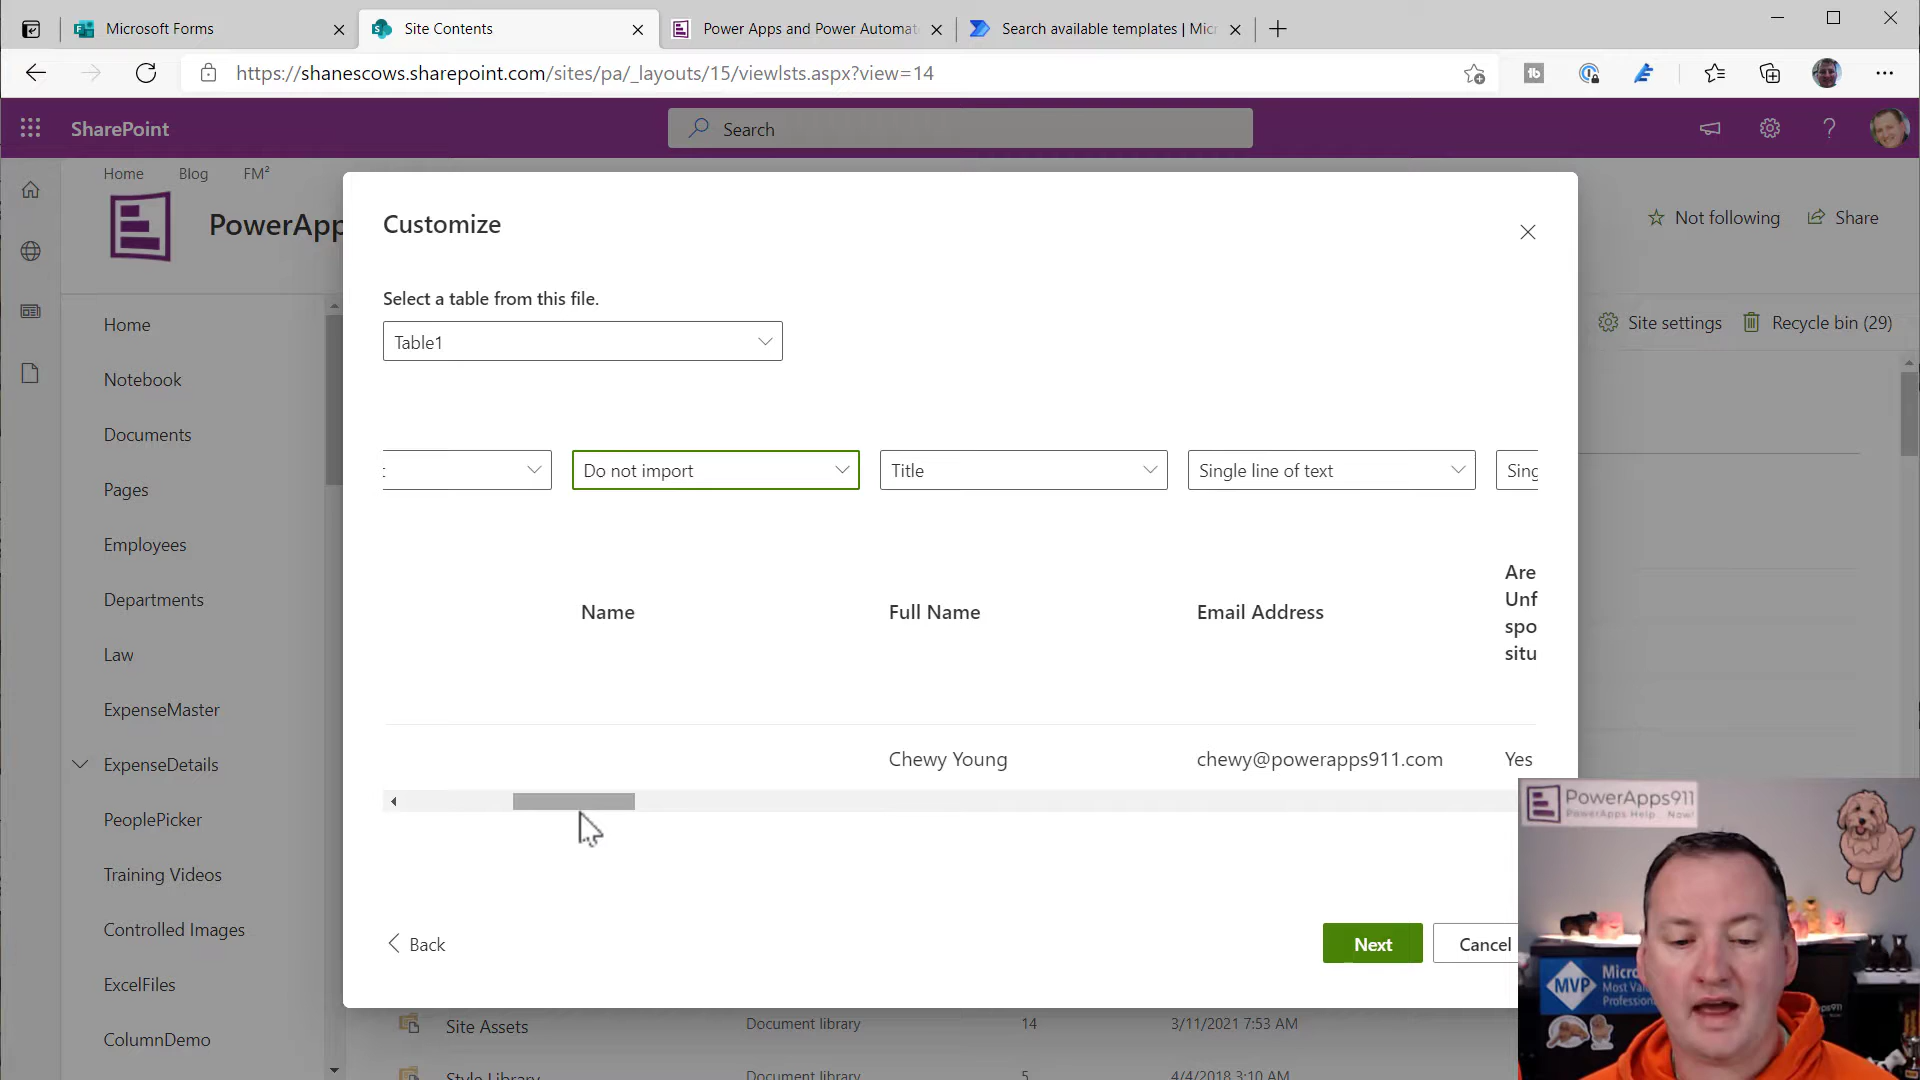 Microsoft Forms
Site Contents
Power Apps and Power Automat
Search available templates | Micr
https://shanescows.sharepoint.com/sites/pa/_layouts/15/viewlsts.aspx?view=14
SharePoint
Search
Home
Blog
FM²
PowerApp
Not following
Share
Customize
Select a table from this file.
Table1
Do not import
Title
Single line of text
Sing
Name
Full Name
Email Address
Are
Unf
spo
situ
Chewy Young
chewy@powerapps911.com
Yes
Back
Next
Cancel
Home
Notebook
Documents
Pages
Employees
Departments
Law
ExpenseMaster
ExpenseDetails
PeoplePicker
Training Videos
Controlled Images
ExcelFiles
ColumnDemo
Site settings
Recycle bin (29)
Site Assets
Document library
14
3/11/2021 7:53 AM
Style Library
Document library
5
4/4/2018 3:10 AM
PowerApps911
PowerApps Help... Now!
MVP
Micro
Most Val
Professiona